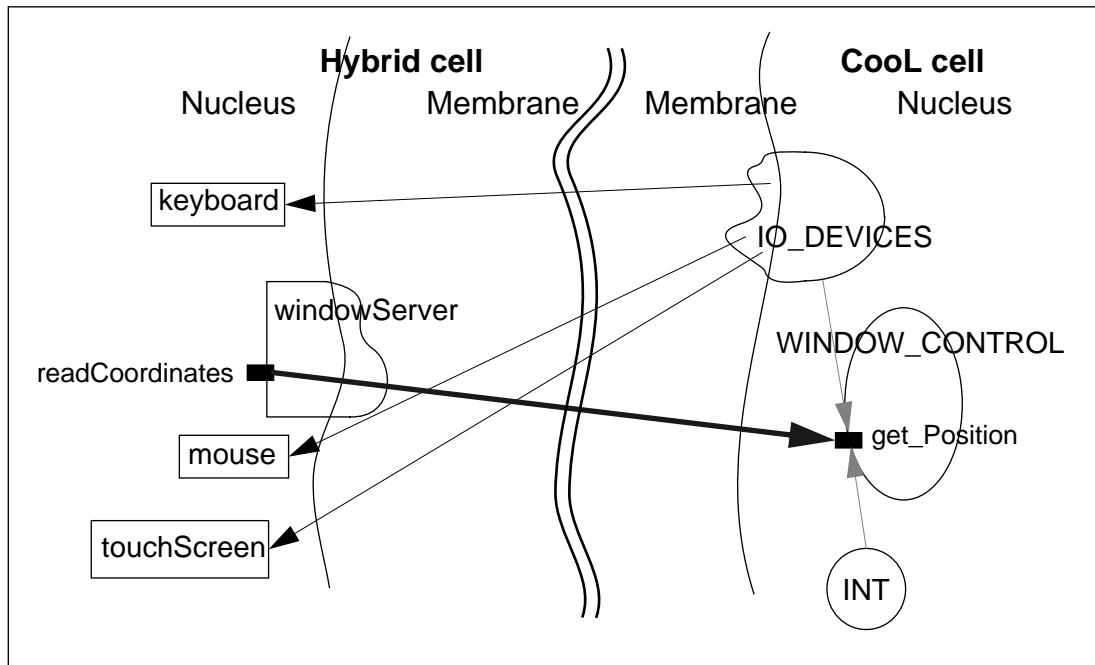 Hybrid cell
CooL cell
Nucleus
Membrane
Membrane
Nucleus
keyboard
IO_DEVICES
windowServer
WINDOW_CONTROL
readCoordinates
get_Position
mouse
touchScreen
INT